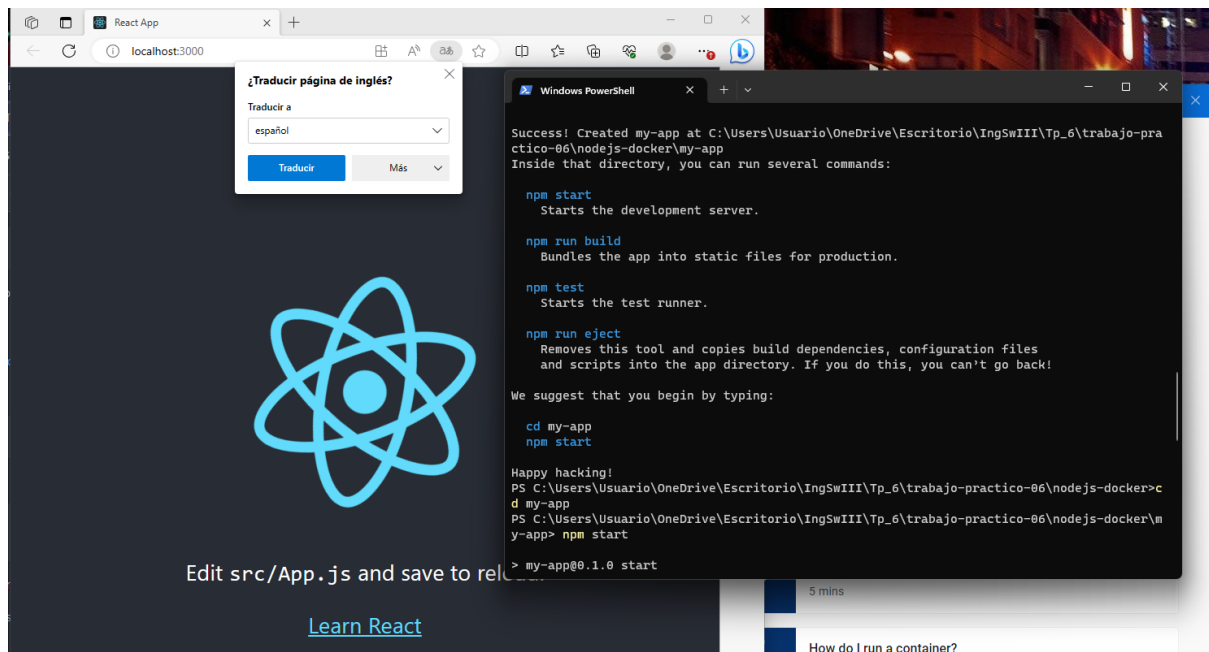 React App
localhost:3000
¿Traducir página de inglés?
Traducir a
español
Traducir
Más
Edit src/App.js and save to reload.
Learn React
Windows PowerShell
Success! Created my-app at C:\Users\Usuario\OneDrive\Escritorio\IngSwIII\Tp_6\trabajo-pra
ctico-06\nodejs-docker\my-app
Inside that directory, you can run several commands:
npm start
Starts the development server.
npm run build
Bundles the app into static files for production.
npm test
Starts the test runner.
npm run eject
Removes this tool and copies build dependencies, configuration files
and scripts into the app directory. If you do this, you can't go back!
We suggest that you begin by typing:
cd my-app
npm start
Happy hacking!
PS C:\Users\Usuario\OneDrive\Escritorio\IngSwIII\Tp_6\trabajo-practico-06\nodejs-docker>c
d my-app
PS C:\Users\Usuario\OneDrive\Escritorio\IngSwIII\Tp_6\trabajo-practico-06\nodejs-docker\m
y-app> npm start
> my-app@0.1.0 start
5 mins
How do I run a container?